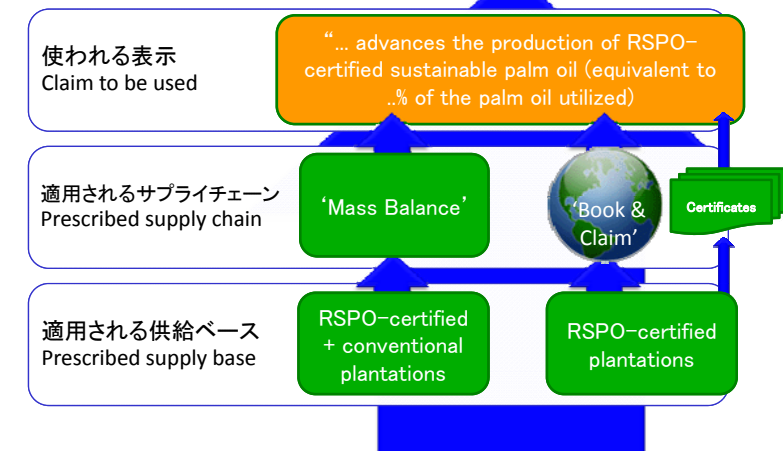 使われる表示
Claim to be used
“... advances the production of RSPO-
certified sustainable palm oil (equivalent to
..% of the palm oil utilized)
適用されるサプライチェーン
Prescribed supply chain
‘Mass Balance’
‘Book &
Claim’
Certificates
適用される供給ベース
Prescribed supply base
RSPO-certified
+ conventional
plantations
RSPO-certified
plantations